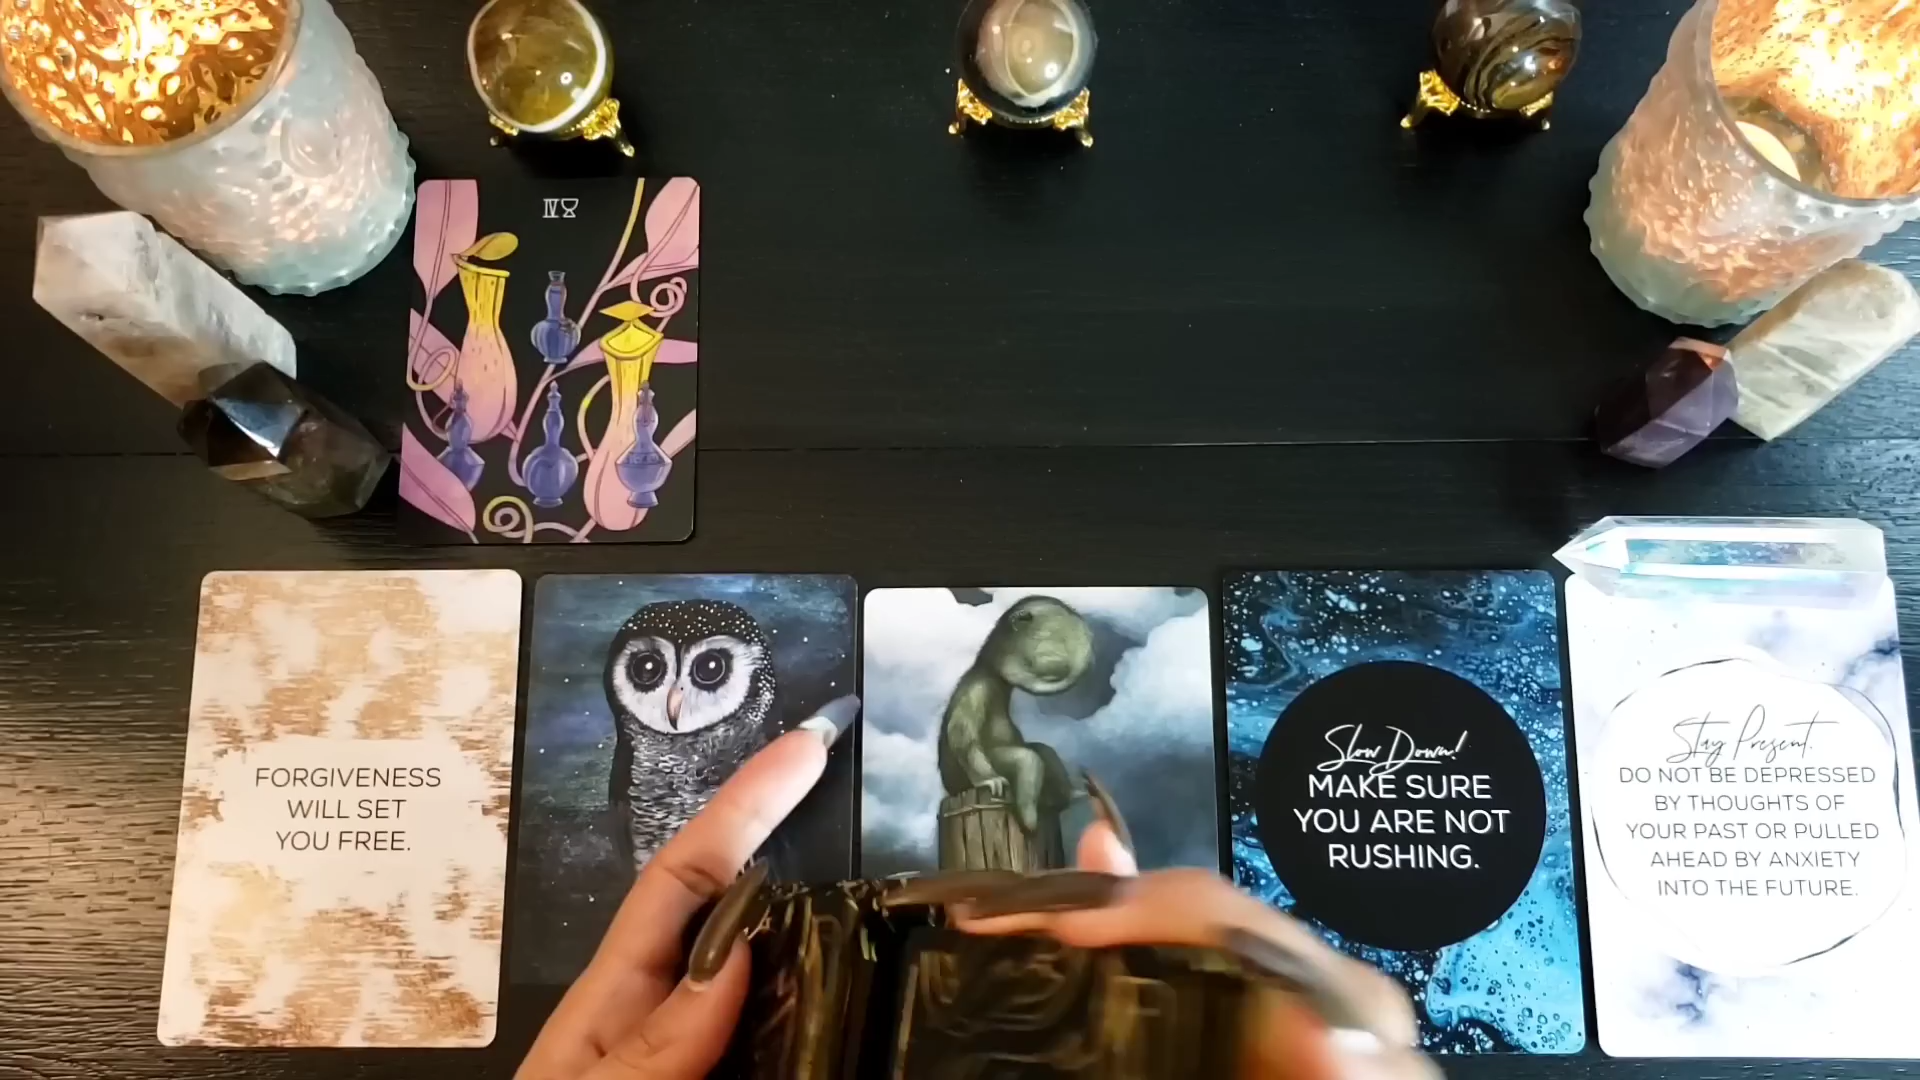 IV
FORGIVENESS
WILL SET
YOU FREE.
Slow Down!
MAKE SURE
YOU ARE NOT
RUSHING.
Stay Present.
DO NOT BE DEPRESSED
BY THOUGHTS OF
YOUR PAST OR PULLED
AHEAD BY ANXIETY
INTO THE FUTURE.